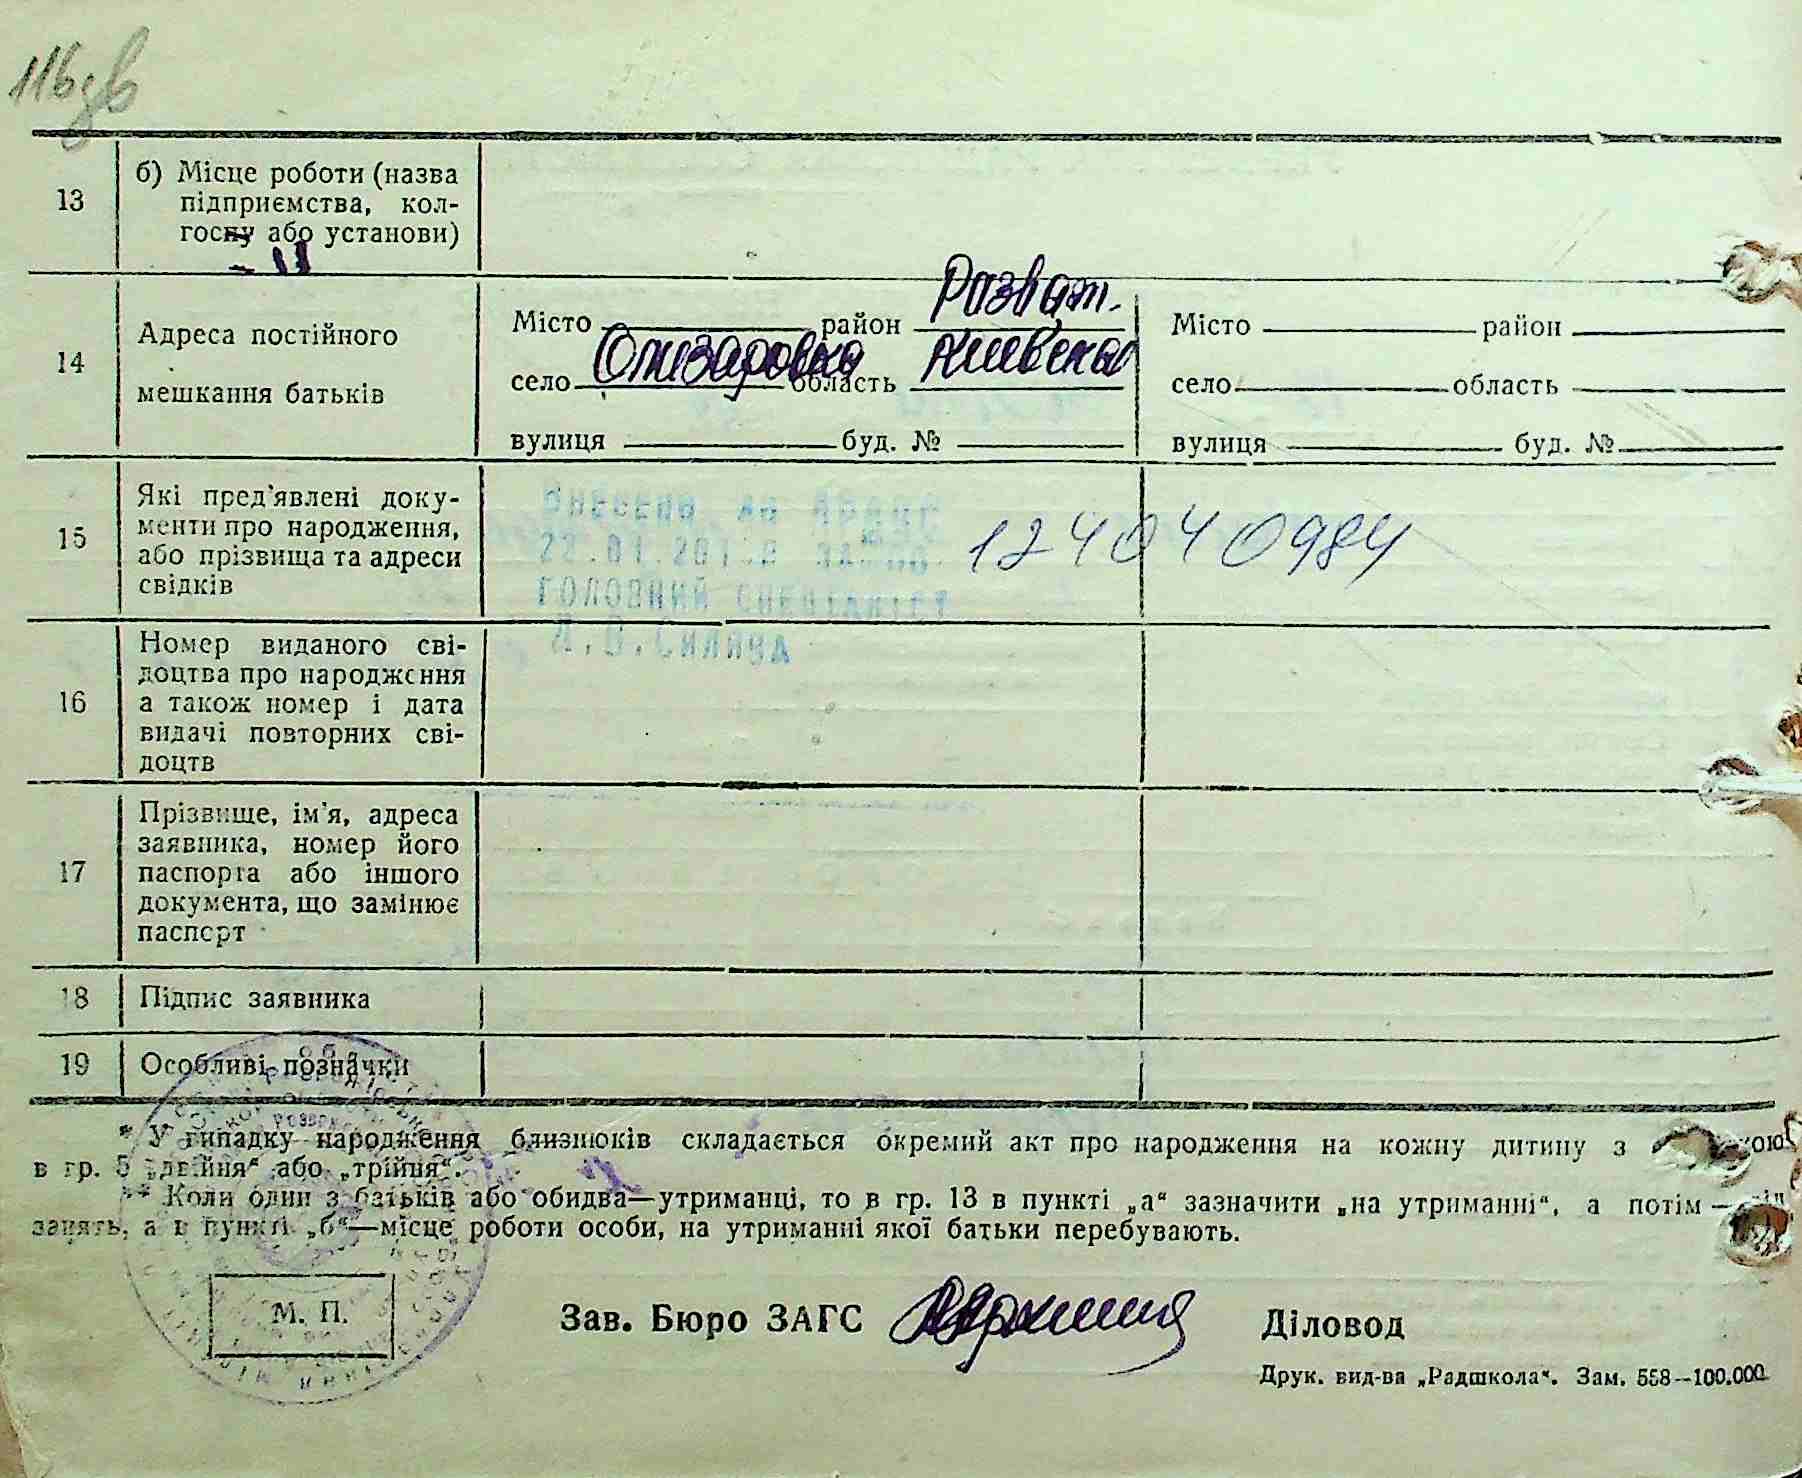 13
б) Місце роботи (назва
підприємства, кол-
госпу або установи)
Розваж.
Місто район Місто район
14
Адреса постійного
мешкання батьків
Олизаровка Киевская
село область село область
вулиця буд. № вулиця буд. №
15
Які пред'явлені доку-
менти про народження,
або прізвища та адреси
свідків
Внесено до
ГОЛОВНИЙ СПЕЦІАЛІСТ
124040984
16
Номер виданого сві-
доцтва про народження
а також номер і дата
видачі повторних сві-
доцтв
17
Прізвище, ім'я, адреса
заявника, номер його
паспорта або іншого
документа, що замінює
паспорт
18 Підпис заявника
19 Особливі позначки
* У випадку народження близнюків складається окремий акт про народження на кожну дитину з
в гр. 5 „двійня“ або „трійня“.
** Коли один з батьків або обидва—утриманці, то в гр. 13 в пункті „а“ зазначити „на утриманні“, а потім —
занять, а в пункті „б“—місце роботи особи, на утриманні якої батьки перебувають.
М. П.
Зав. Бюро ЗАГС Діловод
Друк. вид-ва „Радшкола“. Зам. 558—100.000